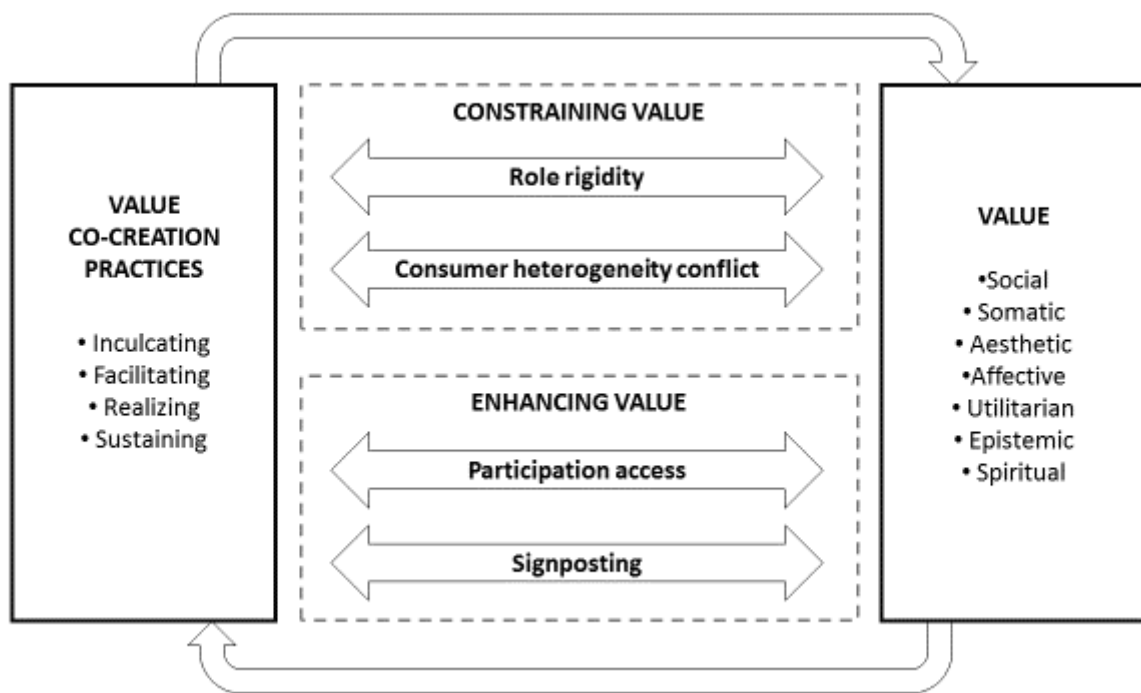 VALUE
CO-CREATION
PRACTICES
• Inculcating
• Facilitating
• Realizing
• Sustaining
CONSTRAINING VALUE
Role rigidity
Consumer heterogeneity conflict
ENHANCING VALUE
Participation access
Signposting
VALUE
•Social
• Somatic
• Aesthetic
•Affective
• Utilitarian
• Epistemic
• Spiritual